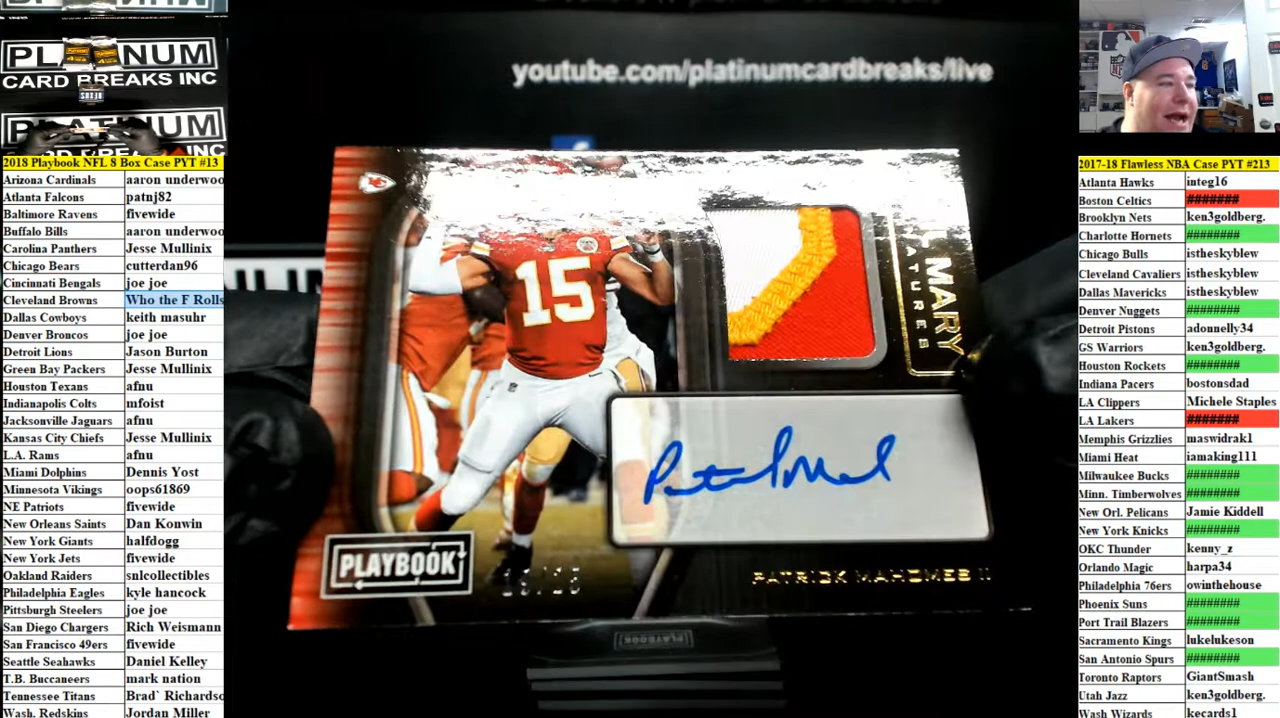 PLATINUM
CARD BREAKS INC
PLATINUM
2018 Playbook NFL 8 Box Case PYT #13
Arizona Cardinals aaron underwoo
Atlanta Falcons patnj82
Baltimore Ravens fivewide
Buffalo Bills aaron underwoo
Carolina Panthers Jesse Mullinix
Chicago Bears cutterdan96
Cincinnati Bengals joe joe
Cleveland Browns Who the F Rolls
Dallas Cowboys keith masuhr
Denver Broncos joe joe
Detroit Lions Jason Burton
Green Bay Packers Jesse Mullinix
Houston Texans afnu
Indianapolis Colts mfoist
Jacksonville Jaguars afnu
Kansas City Chiefs Jesse Mullinix
L.A. Rams afnu
Miami Dolphins Dennis Yost
Minnesota Vikings oops61869
NE Patriots fivewide
New Orleans Saints Dan Konwin
New York Giants halfdogg
New York Jets fivewide
Oakland Raiders snlcollectibles
Philadelphia Eagles kyle hancock
Pittsburgh Steelers joe joe
San Diego Chargers Rich Weismann
San Francisco 49ers fivewide
Seattle Seahawks Daniel Kelley
T.B. Buccaneers mark nation
Tennessee Titans Brad` Richardso
Wash. Redskins Jordan Miller
youtube.com/platinumcardbreaks/live
KC
15
MARY
ATURES
PLAYBOOK
PATRICK MAHOMES II
PLAYBOOK
NFL
2017-18 Flawless NBA Case PYT #213
Atlanta Hawks integ16
Boston Celtics #######
Brooklyn Nets ken3goldberg.
Charlotte Hornets ########
Chicago Bulls istheskyblew
Cleveland Cavaliers istheskyblew
Dallas Mavericks istheskyblew
Denver Nuggets ########
Detroit Pistons adonnelly34
GS Warriors ken3goldberg.
Houston Rockets ########
Indiana Pacers bostonsdad
LA Clippers Michele Staples
LA Lakers #######
Memphis Grizzlies maswidrak1
Miami Heat iamaking111
Milwaukee Bucks ########
Minn. Timberwolves ########
New Orl. Pelicans Jamie Kiddell
New York Knicks ########
OKC Thunder kenny_z
Orlando Magic harpa34
Philadelphia 76ers owinthehouse
Phoenix Suns ########
Port Trail Blazers ########
Sacramento Kings lukelukeson
San Antonio Spurs ########
Toronto Raptors GiantSmash
Utah Jazz ken3goldberg.
Wash Wizards kecards1